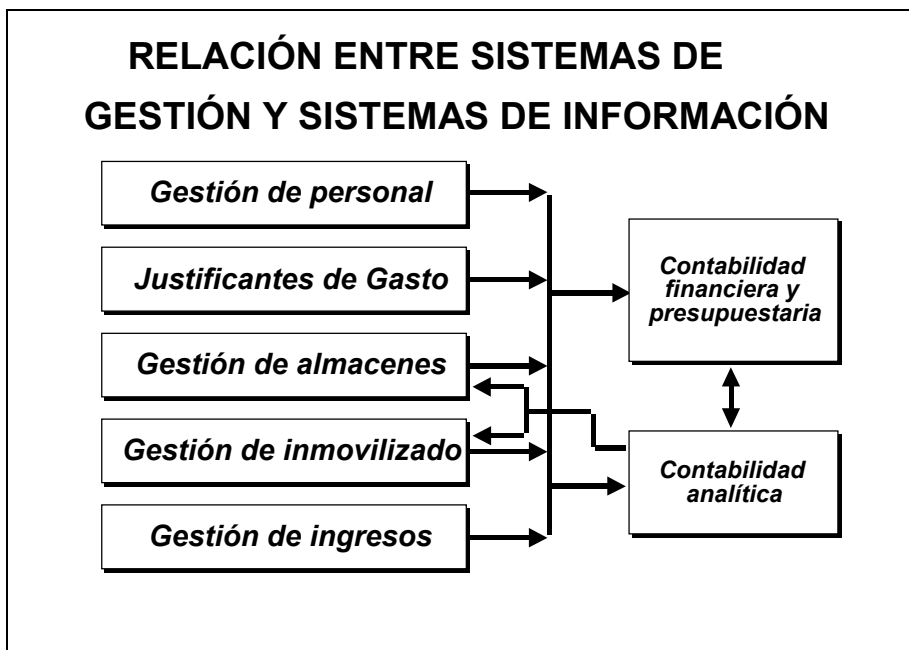 RELACIÓN ENTRE SISTEMAS DE
GESTIÓN Y SISTEMAS DE INFORMACIÓN
Gestión de personal
Justificantes de Gasto
Gestión de almacenes
Gestión de inmovilizado
Gestión de ingresos
Contabilidad
financiera y
presupuestaria
Contabilidad
analítica